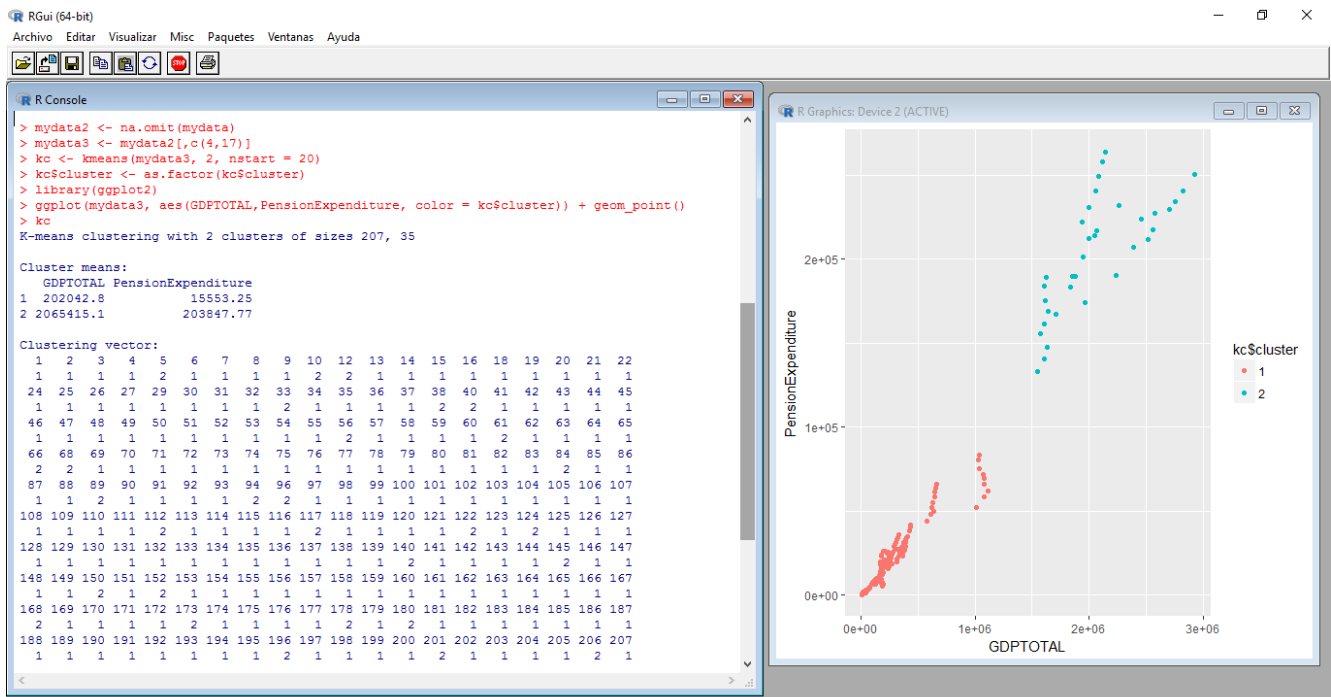 RGui (64-bit)
Archivo Editar Visualizar Misc Paquetes Ventanas Ayuda
STOP
R Console
> mydata2 <- na.omit(mydata)
> mydata3 <- mydata2[,c(4,17)]
> kc <- kmeans(mydata3, 2, nstart = 20)
> kc$cluster <- as.factor(kc$cluster)
> library(ggplot2)
> ggplot(mydata3, aes(GDPTOTAL,PensionExpenditure, color = kc$cluster)) + geom_point()
> kc
K-means clustering with 2 clusters of sizes 207, 35
Cluster means:
GDPTOTAL PensionExpenditure
1 202042.8 15553.25
2 2065415.1 203847.77
Clustering vector:
1 2 3 4 5 6 7 8 9 10 12 13 14 15 16 18 19 20 21 22
1 1 1 1 2 1 1 1 1 2 2 1 1 1 1 1 1 1 1 1
24 25 26 27 29 30 31 32 33 34 35 36 37 38 40 41 42 43 44 45
1 1 1 1 1 1 1 1 2 1 1 1 1 2 2 1 1 1 1 1
46 47 48 49 50 51 52 53 54 55 56 57 58 59 60 61 62 63 64 65
1 1 1 1 1 1 1 1 1 1 2 1 1 1 1 2 1 1 1 1
66 68 69 70 71 72 73 74 75 76 77 78 79 80 81 82 83 84 85 86
2 2 1 1 1 1 1 1 1 1 1 1 1 1 1 1 1 2 1 1
87 88 89 90 91 92 93 94 96 97 98 99 100 101 102 103 104 105 106 107
1 1 2 1 1 1 1 2 2 1 1 1 1 1 1 1 1 1 1 1
108 109 110 111 112 113 114 115 116 117 118 119 120 121 122 123 124 125 126 127
1 1 1 1 2 1 1 1 1 2 1 1 1 1 2 1 2 1 1 1
128 129 130 131 132 133 134 135 136 137 138 139 140 141 142 143 144 145 146 147
1 1 1 1 1 1 1 1 1 1 1 1 2 1 1 1 1 2 1 1
148 149 150 151 152 153 154 155 156 157 158 159 160 161 162 163 164 165 166 167
1 1 2 1 2 1 1 1 1 1 1 1 1 1 1 1 1 1 1 1
168 169 170 171 172 173 174 175 176 177 178 179 180 181 182 183 184 185 186 187
2 1 1 1 1 2 1 1 1 1 2 1 2 1 1 1 1 1 1 1
188 189 190 191 192 193 194 195 196 197 198 199 200 201 202 203 204 205 206 207
1 1 1 1 1 1 1 1 2 1 1 1 1 2 1 1 1 1 2 1
R Graphics: Device 2 (ACTIVE)
2e+05
1e+05
0e+00
PensionExpenditure
0e+00 1e+06 2e+06 3e+06
GDPTOTAL
kc$cluster
1
2